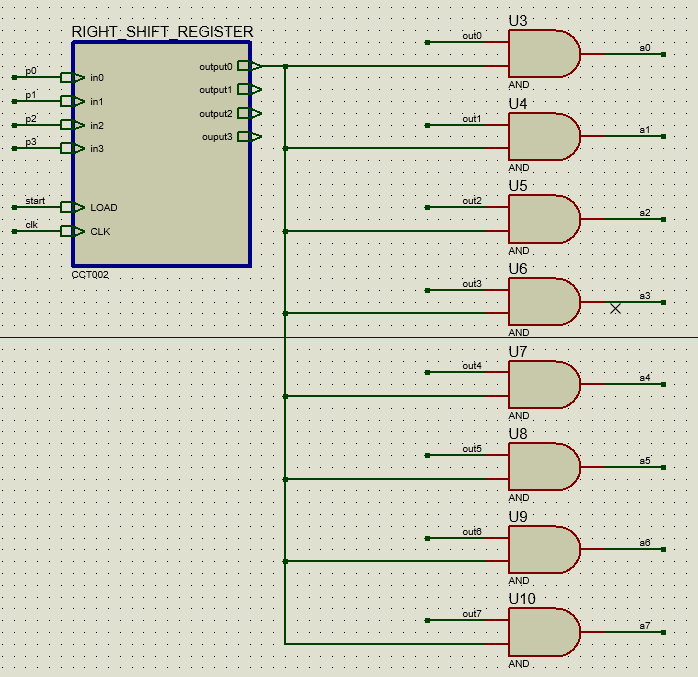 RIGHT_SHIFT_REGISTER
p0
p1
p2
p3
start
clk
in0
in1
in2
in3
LOAD
CLK
output0
output1
output2
ouput3
CCT002
U3
out0
a0
AND
U4
out1
a1
AND
U5
out2
a2
AND
U6
out3
a3
AND
U7
out4
a4
AND
U8
out5
a5
AND
U9
out6
a6
AND
U10
out7
a7
AND